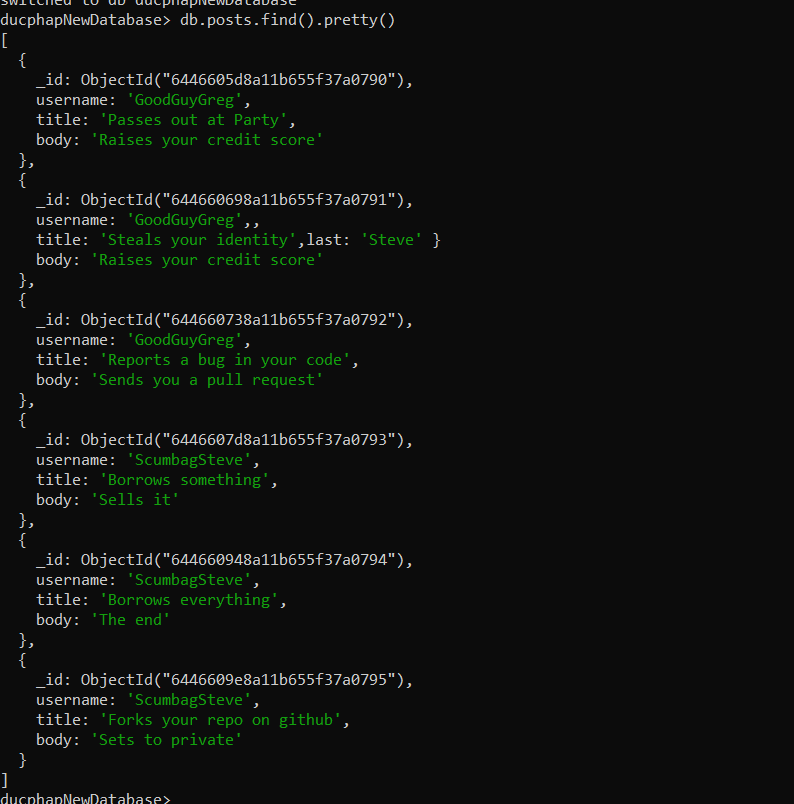 switched to db ducphapNewDatabase
ducphapNewDatabase> db.posts.find().pretty()
[
  {
    _id: ObjectId("6446605d8a11b655f37a0790"),
    username: 'GoodGuyGreg',
    title: 'Passes out at Party',
    body: 'Raises your credit score'
  },
  {
    _id: ObjectId("644660698a11b655f37a0791"),
    username: 'GoodGuyGreg',,
    title: 'Steals your identity',last: 'Steve' }
    body: 'Raises your credit score'
  },
  {
    _id: ObjectId("644660738a11b655f37a0792"),
    username: 'GoodGuyGreg',
    title: 'Reports a bug in your code',
    body: 'Sends you a pull request'
  },
  {
    _id: ObjectId("6446607d8a11b655f37a0793"),
    username: 'ScumbagSteve',
    title: 'Borrows something',
    body: 'Sells it'
  },
  {
    _id: ObjectId("644660948a11b655f37a0794"),
    username: 'ScumbagSteve',
    title: 'Borrows everything',
    body: 'The end'
  },
  {
    _id: ObjectId("6446609e8a11b655f37a0795"),
    username: 'ScumbagSteve',
    title: 'Forks your repo on github',
    body: 'Sets to private'
  }
]
ducphapNewDatabase>